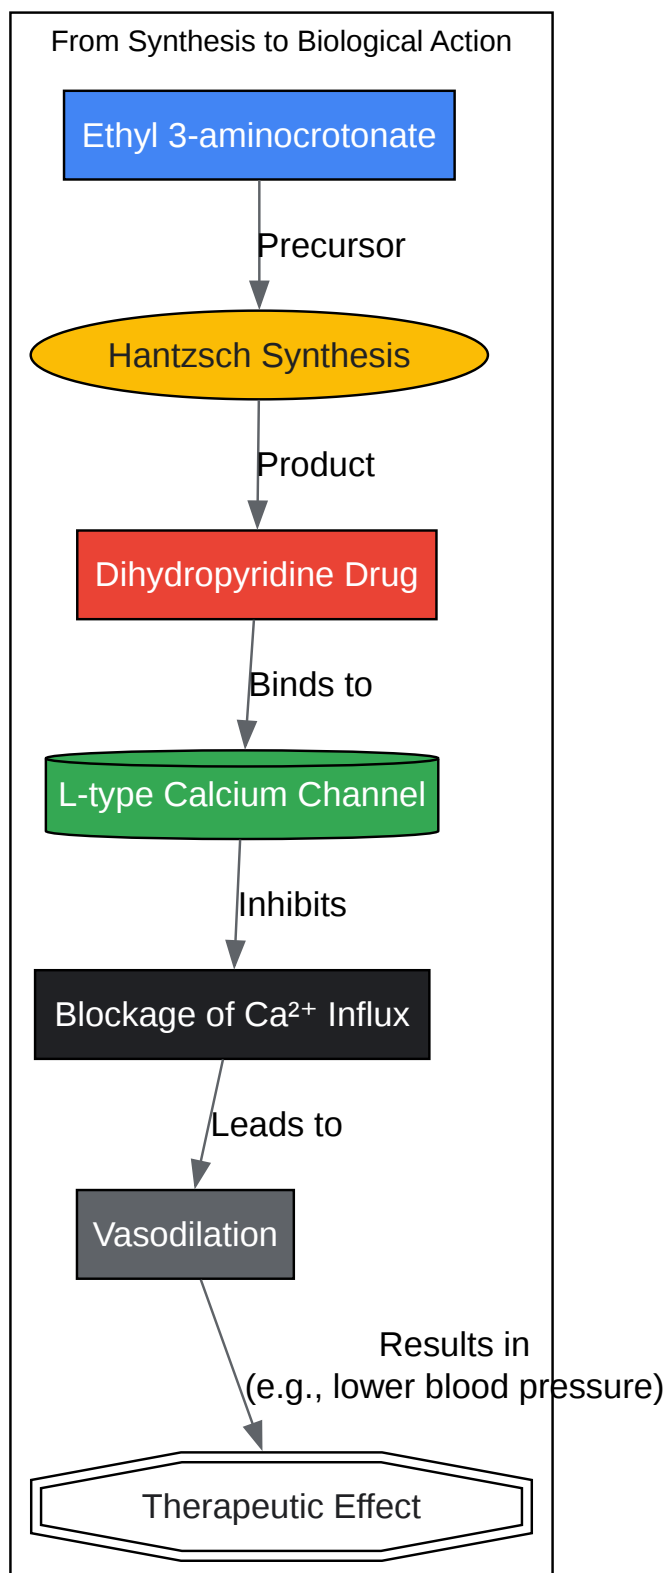 From Synthesis to Biological Action
Ethyl 3-aminocrotonate
Precursor
Hantzsch Synthesis
Product
Dihydropyridine Drug
Binds to
L-type Calcium Channel
Inhibits
Blockage of Ca²⁺ Influx
Leads to
Vasodilation
Results in
(e.g., lower blood pressure)
Therapeutic Effect